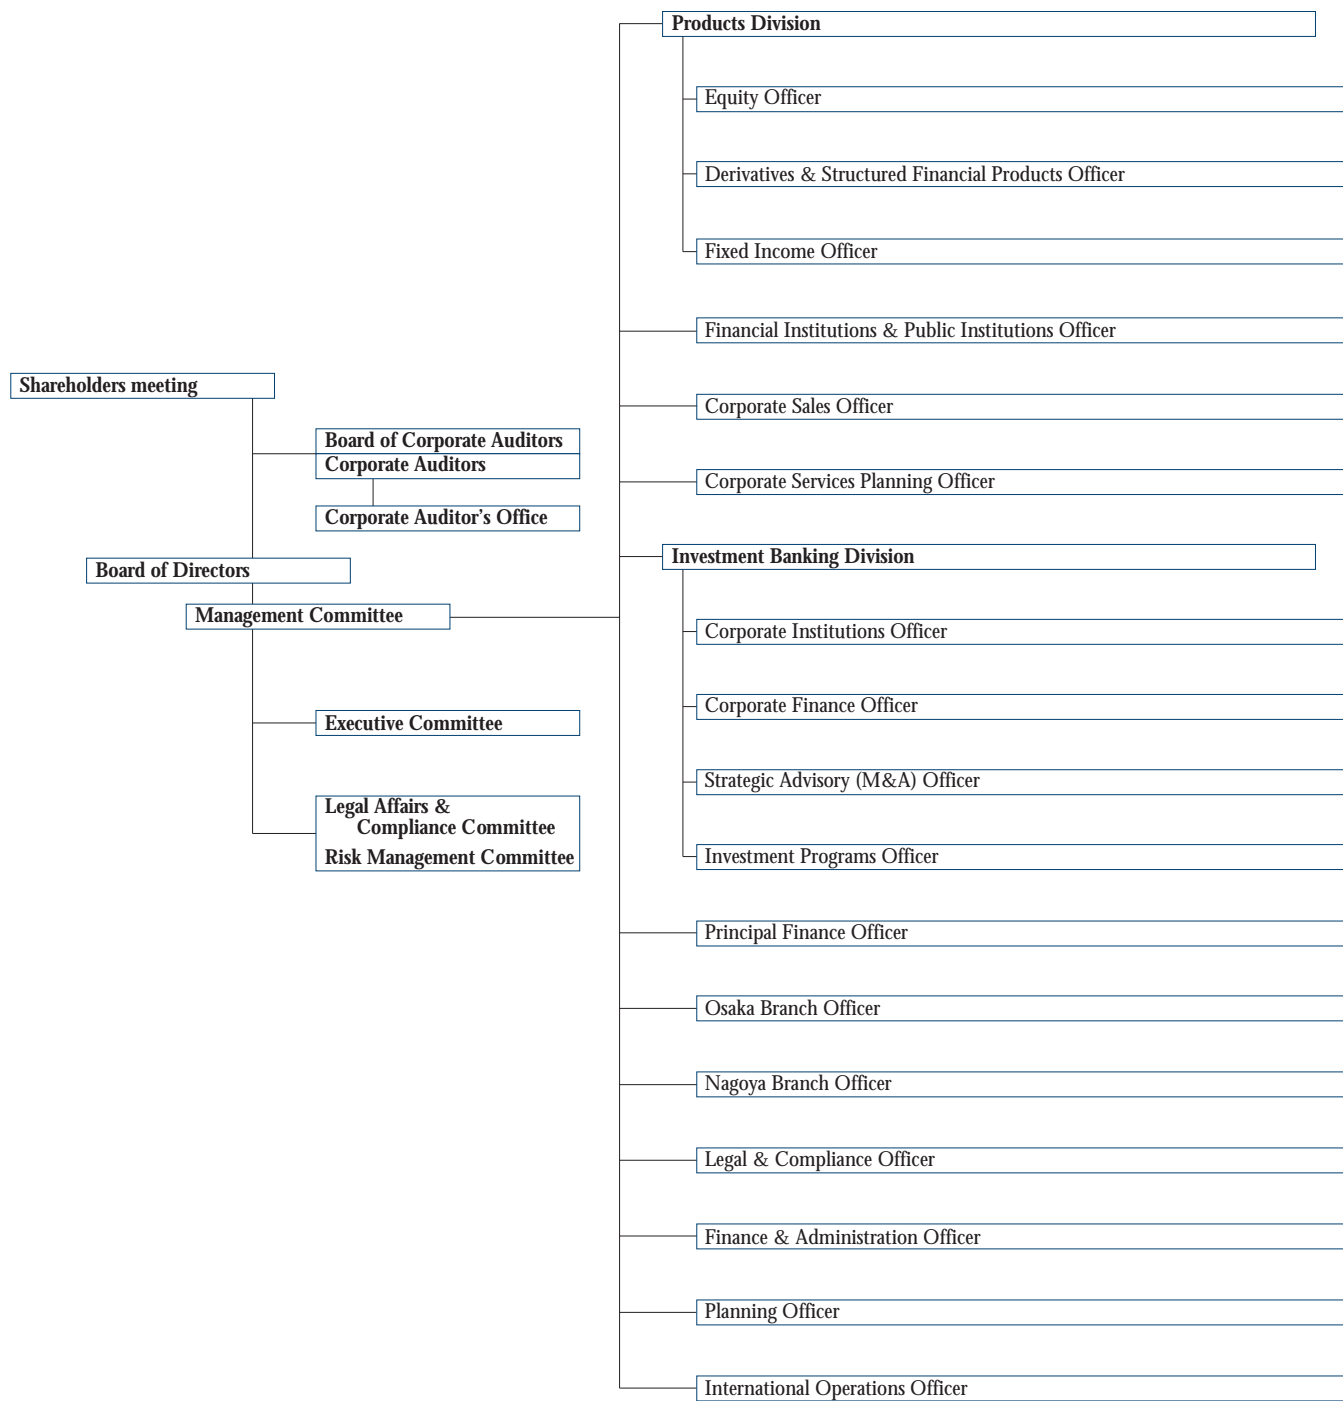 Shareholders meeting
Board of Corporate Auditors
Corporate Auditors
Corporate Auditor's Office
Board of Directors
Management Committee
Executive Committee
Legal Affairs &
Compliance Committee
Risk Management Committee
Products Division
Equity Officer
Derivatives & Structured Financial Products Officer
Fixed Income Officer
Financial Institutions & Public Institutions Officer
Corporate Sales Officer
Corporate Services Planning Officer
Investment Banking Division
Corporate Institutions Officer
Corporate Finance Officer
Strategic Advisory (M&A) Officer
Investment Programs Officer
Principal Finance Officer
Osaka Branch Officer
Nagoya Branch Officer
Legal & Compliance Officer
Finance & Administration Officer
Planning Officer
International Operations Officer